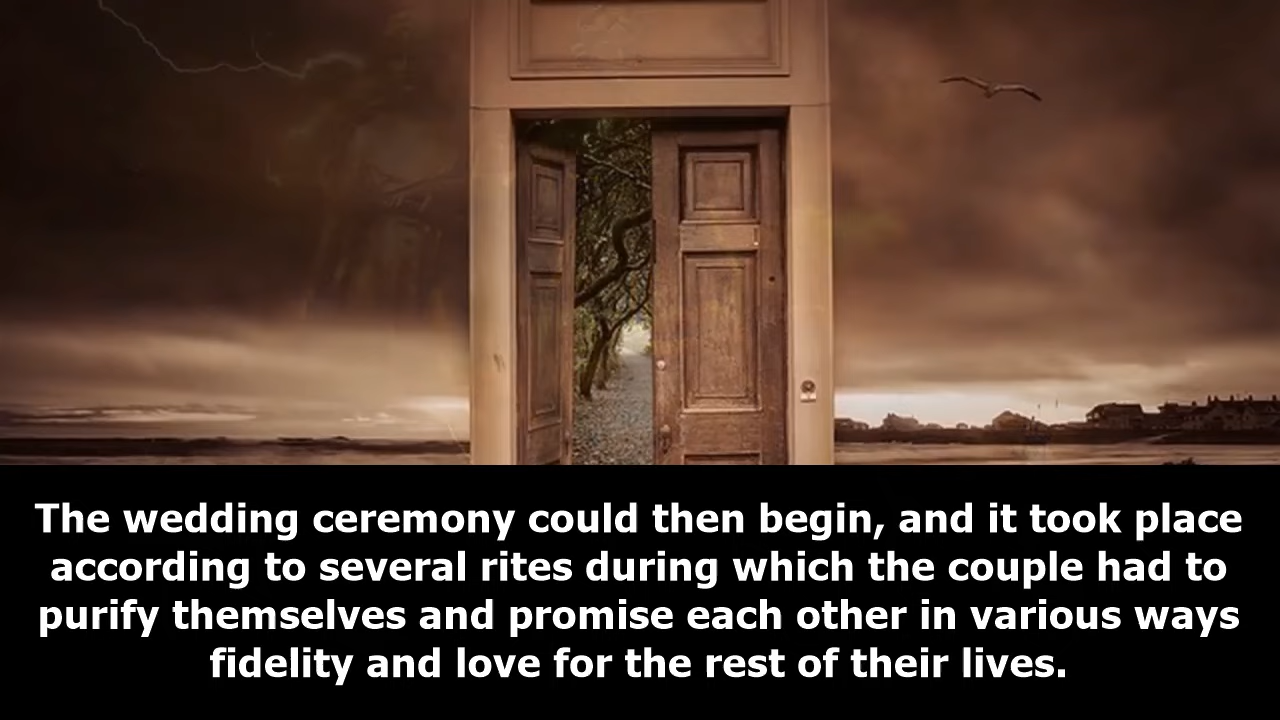 The wedding ceremony could then begin, and it took place
according to several rites during which the couple had to
purify themselves and promise each other in various ways
fidelity and love for the rest of their lives.